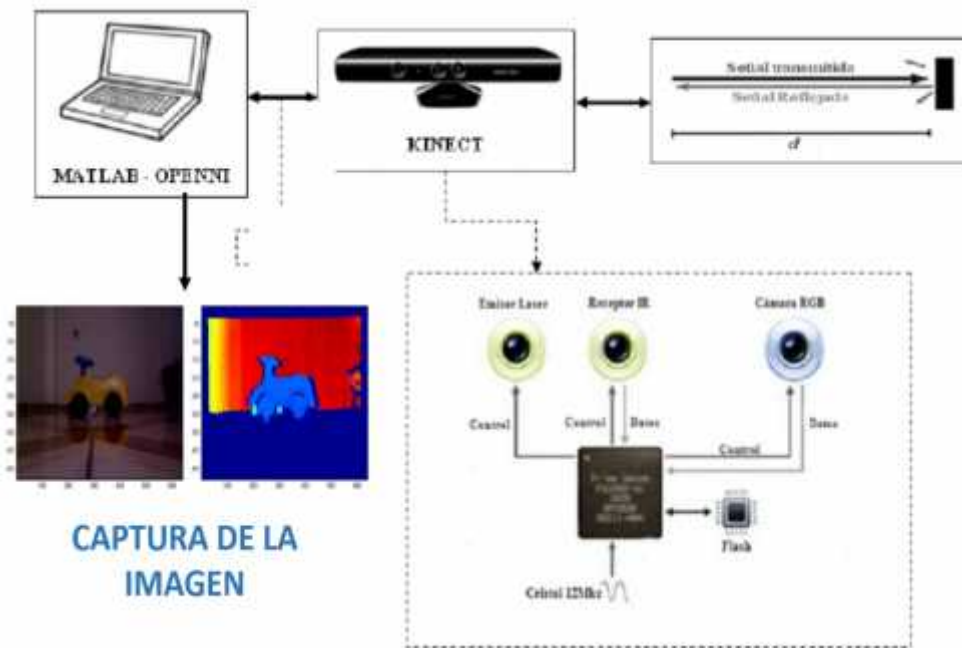 MATLAB - OPENNI
KINECT
Señal transmitida
Señal Reflejada
d
Emisor Laser
Receptor IR
Cámara RGB
Control
Control
Datos
Control
Datos
Flash
Cristal 12Mhz
CAPTURA DE LA
IMAGEN